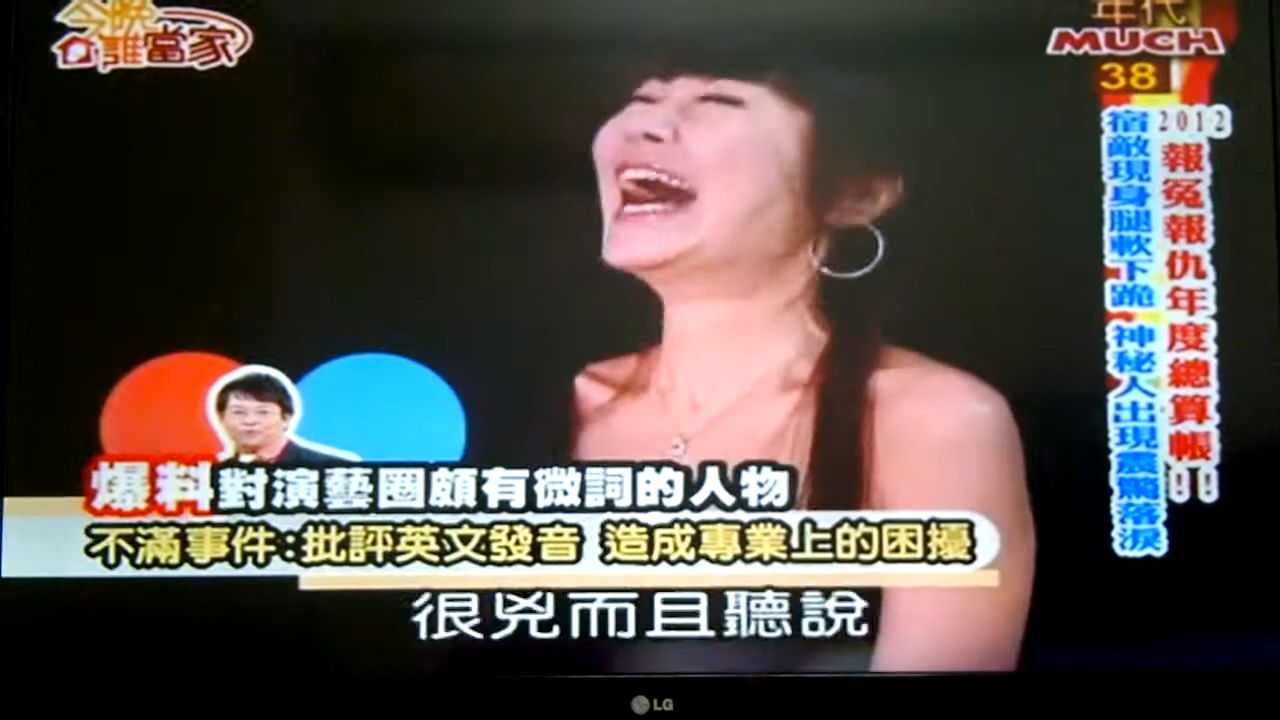 今晚
誰當家
年代
MUCH
38
2012
報冤報仇年度總算帳!!
宿敵現身腿軟下跪 神秘人出現震驚落淚
爆料對演藝圈頗有微詞的人物
不滿事件:批評英文發音 造成專業上的困擾
很兇而且聽說
LG